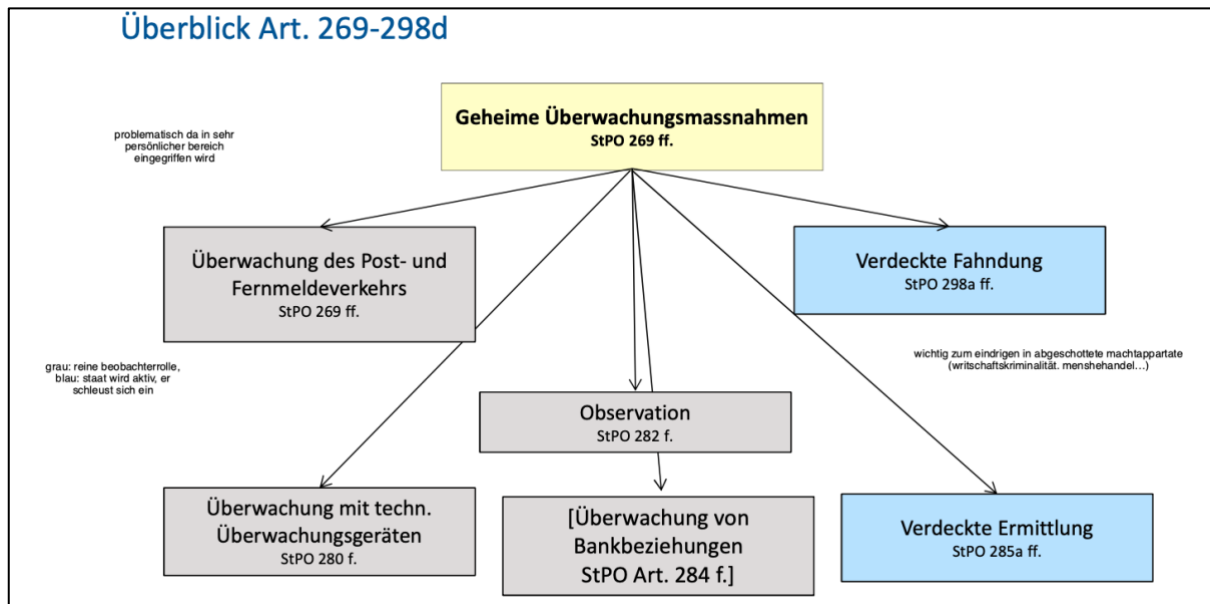 Überblick Art. 269-298d
Geheime Überwachungsmassnahmen
StPO 269 ff.
problematisch da in sehr
persönlicher bereich
eingegriffen wird
Überwachung des Post- und
Fernmeldeverkehrs
StPO 269 ff.
Verdeckte Fahndung
StPO 298a ff.
grau: reine beobachterrolle,
blau: staat wird aktiv, er
schleust sich ein
wichtig zum eindrigen in abgeschottete machtappartate
(writschaftskriminalität. menshehandel...)
Observation
StPO 282 f.
Überwachung mit techn.
Überwachungsgeräten
StPO 280 f.
[Überwachung von
Bankbeziehungen
StPO Art. 284 f.]
Verdeckte Ermittlung
StPO 285a ff.